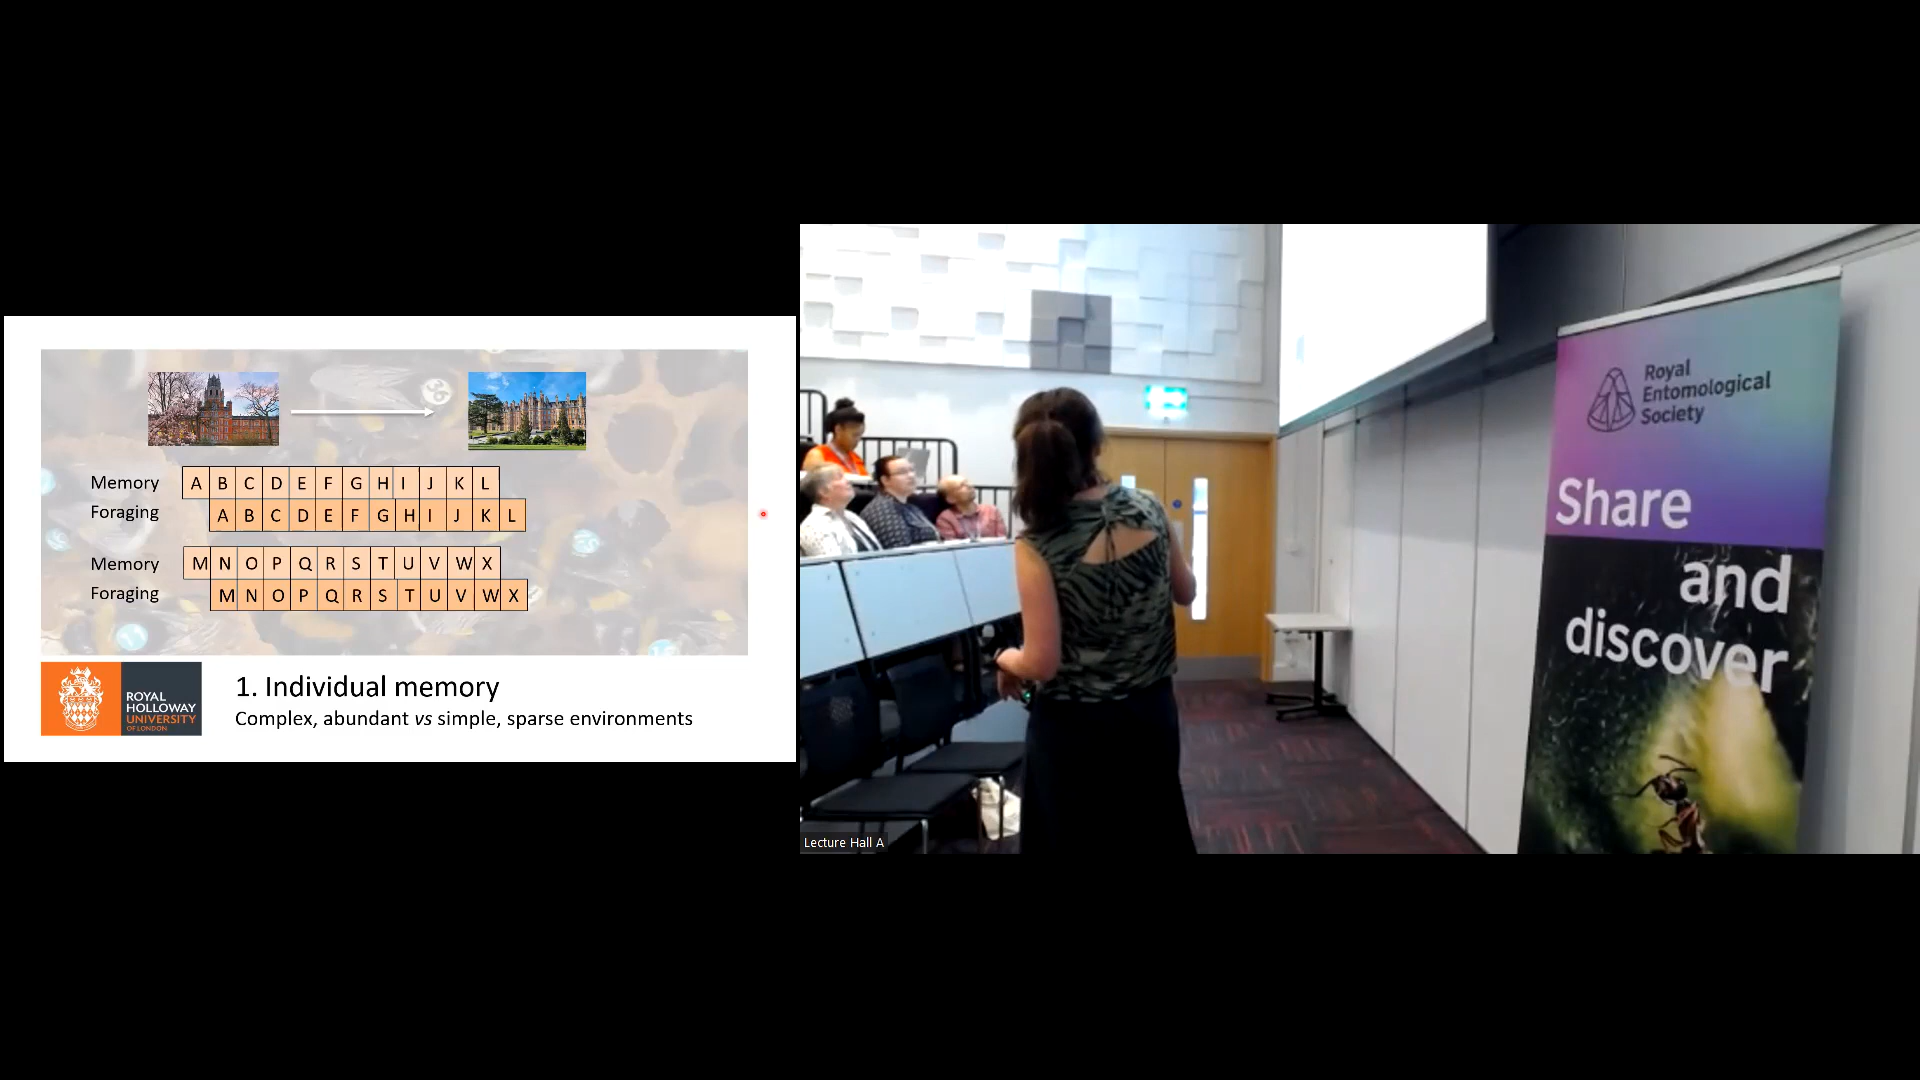 36
Memory A B C D E F G H I J K L
Foraging A B C D E F G H I J K L
Memory M N O P Q R S T U V W X
Foraging M N O P Q R S T U V W X
ROYAL
HOLLOWAY
UNIVERSITY
OF LONDON
1. Individual memory
Complex, abundant vs simple, sparse environments
Royal
Entomological
Society
Share
and
discover
Lecture Hall A